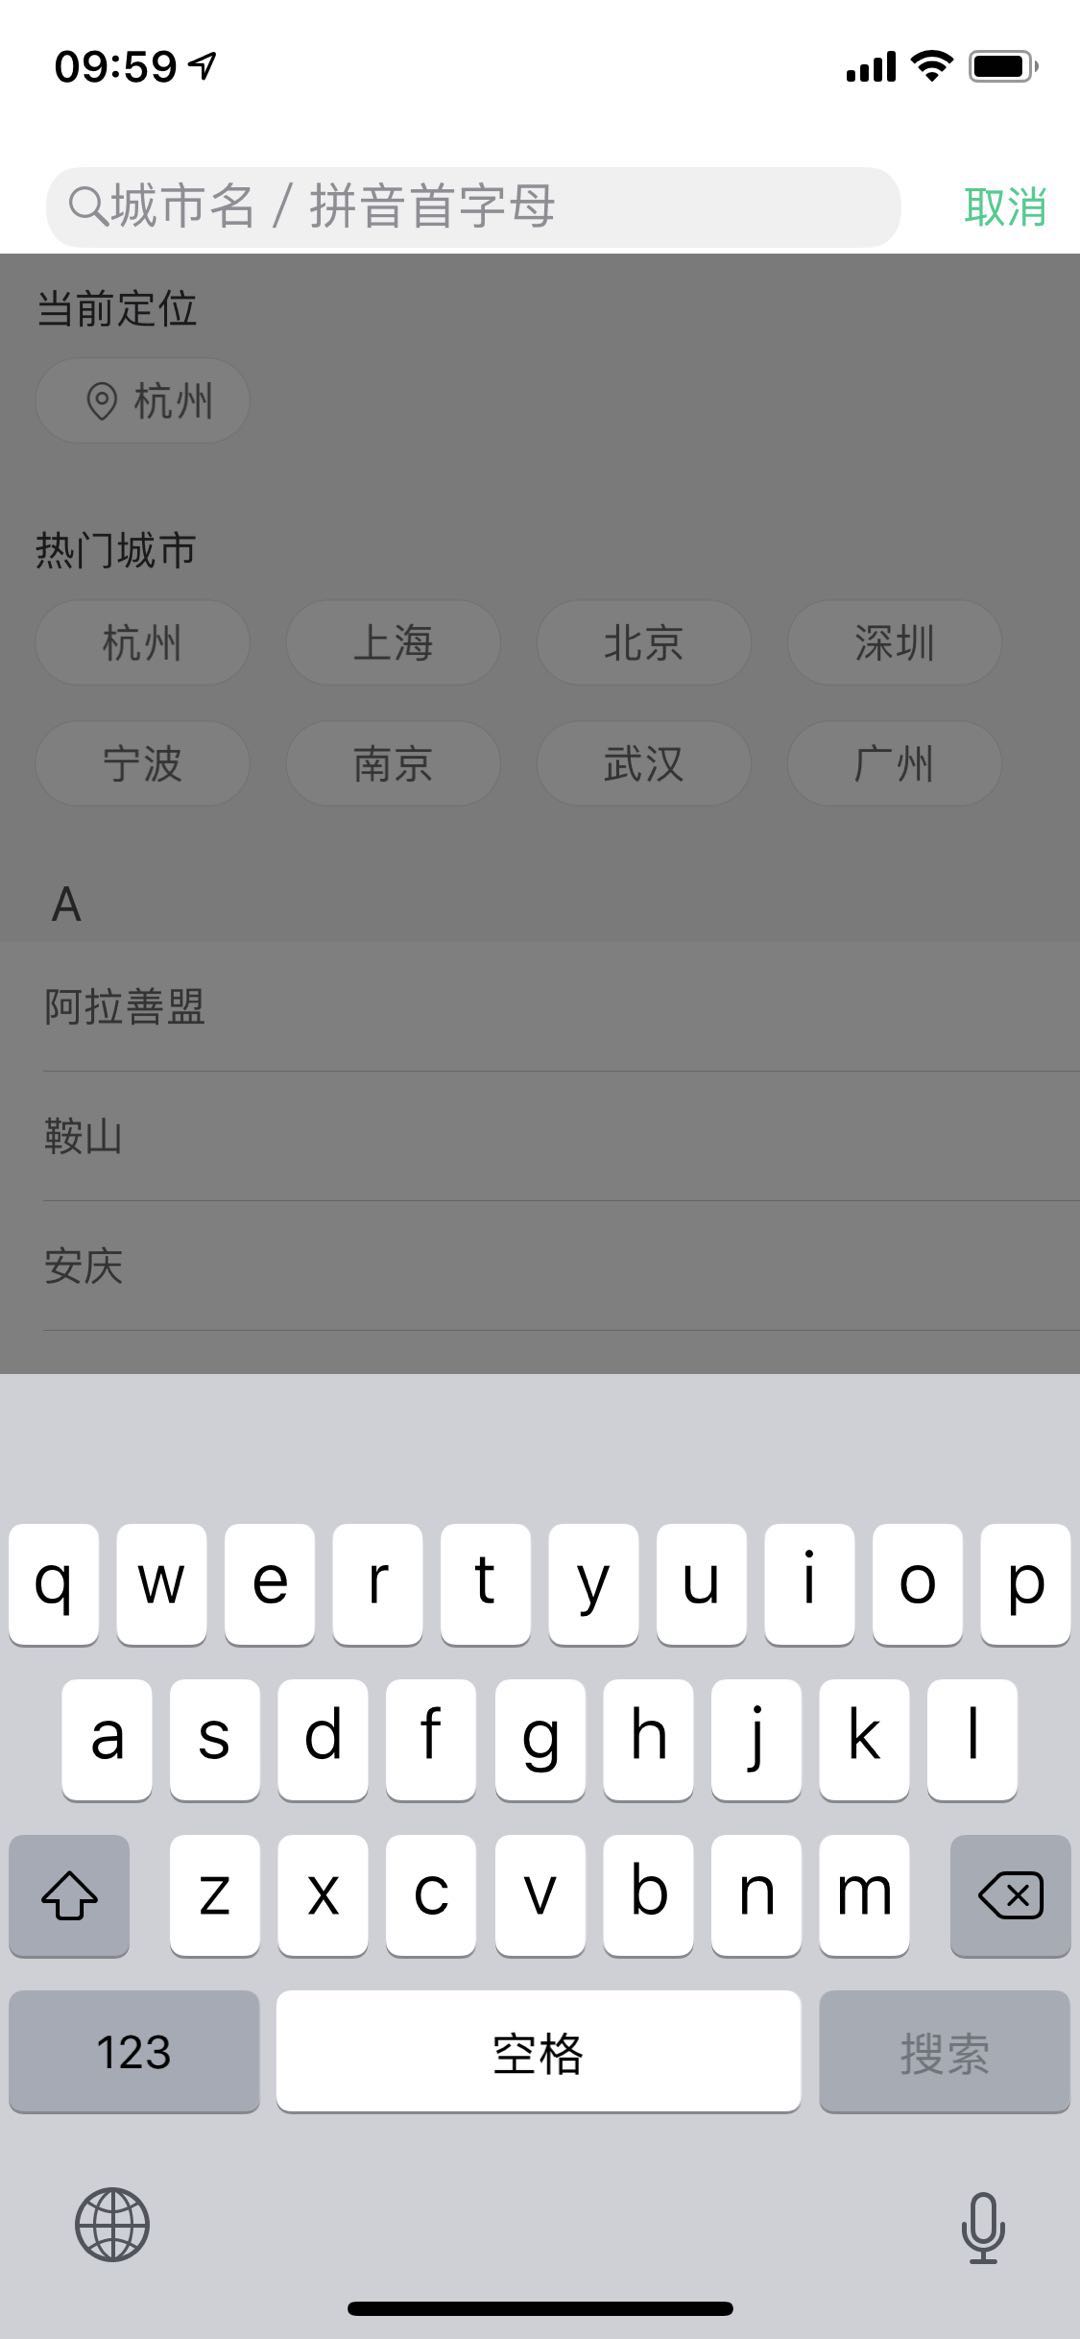 09:59
城市名 / 拼音首字母 取消
当前定位
杭州
热门城市
杭州 上海 北京 深圳
宁波 南京 武汉 广州
A
阿拉善盟
鞍山
安庆
q w e r t y u i o p
a s d f g h j k l
z x c v b n m
123 空格 搜索